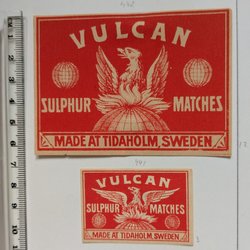 VULCAN
SULPHUR MATCHES
MADE AT TIDAHOLM, SWEDEN
VULCAN
SULPHUR MATCHES
MADE AT TIDAHOLM, SWEDEN